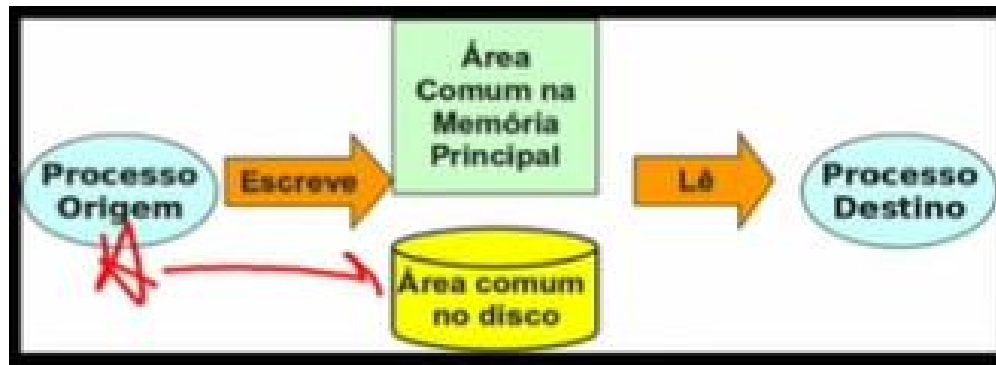 Processo
Origem
Escreve
Área
Comum na
Memória
Principal
Área comum
no disco
Lê
Processo
Destino